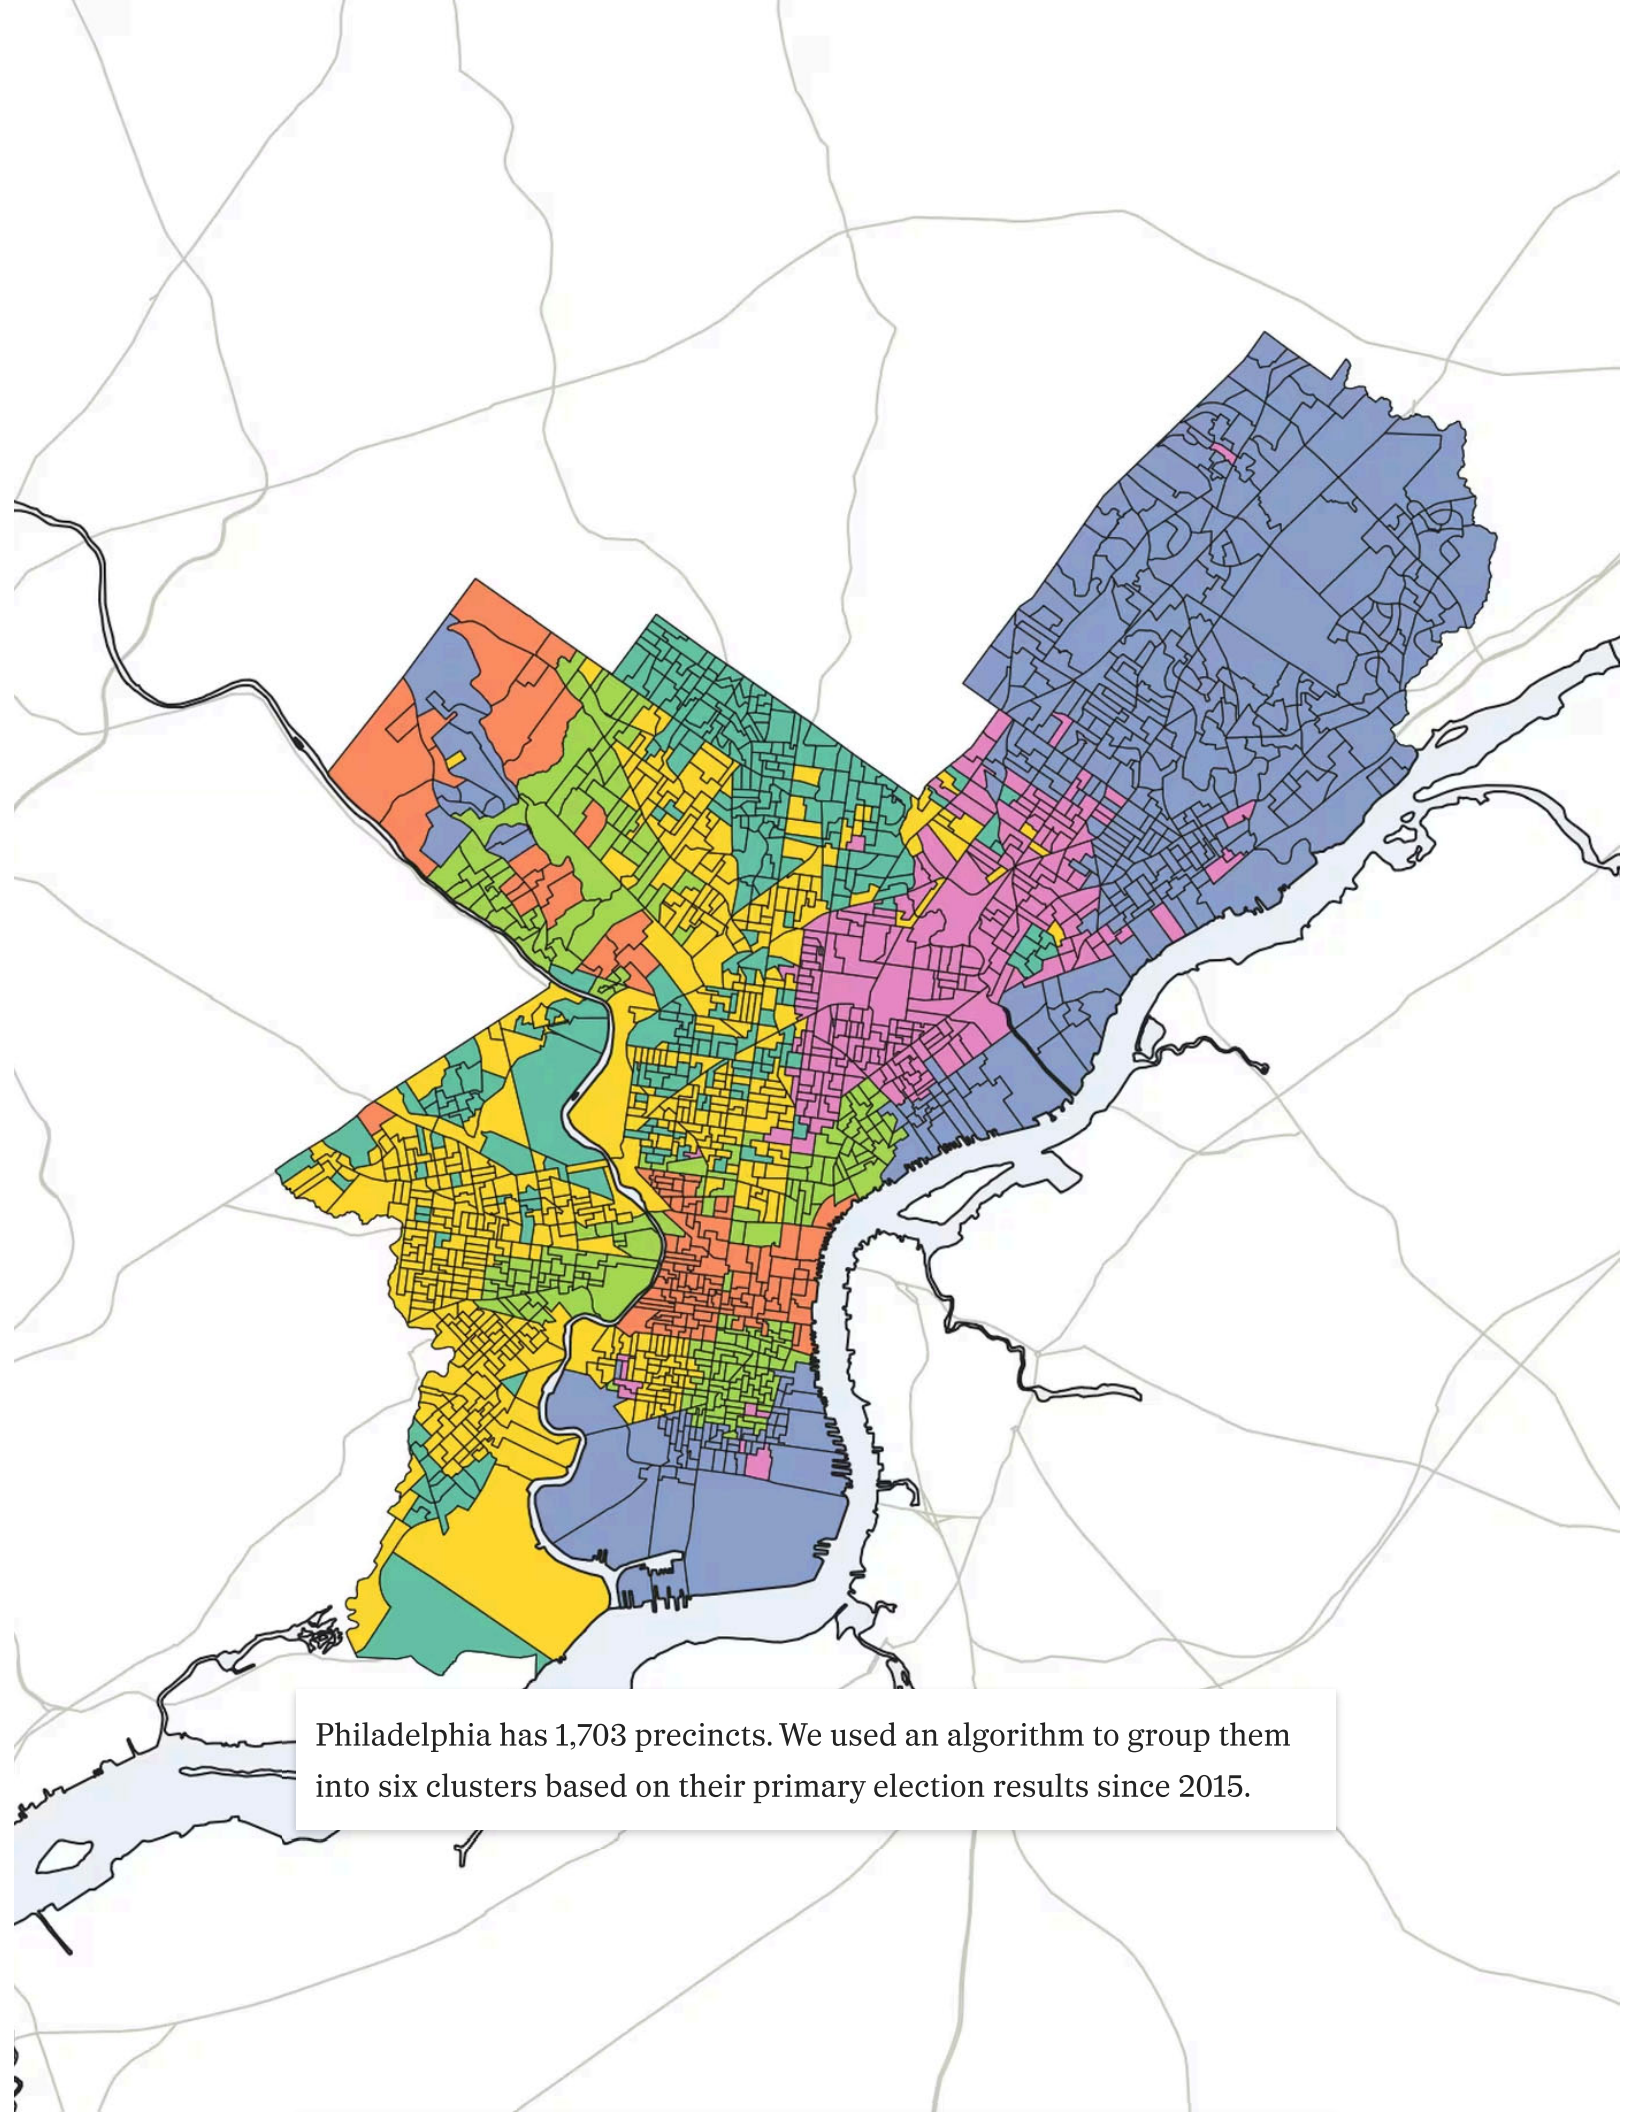 Philadelphia has 1,703 precincts. We used an algorithm to group them
into six clusters based on their primary election results since 2015.